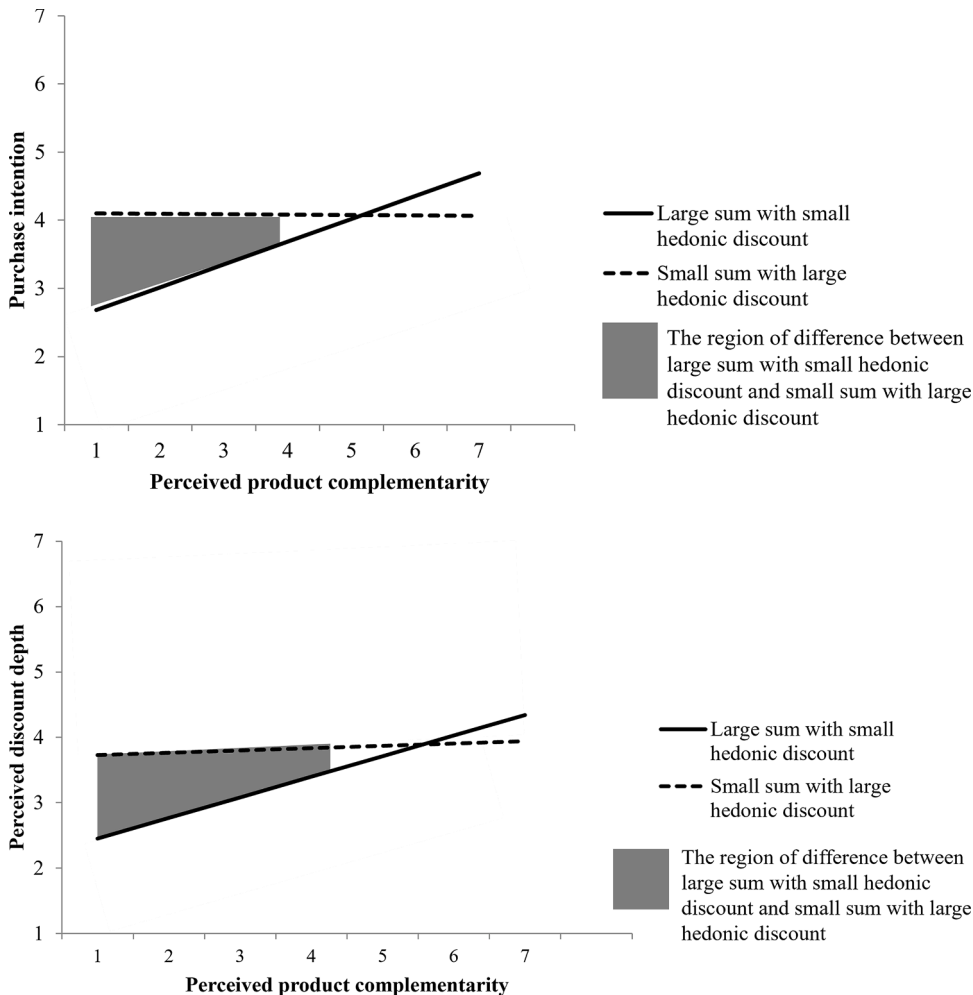 7
6
5
4
3
2
1
Purchase intention
1 2 3 4 5 6 7
Perceived product complementarity
Large sum with small
hedonic discount
Small sum with large
hedonic discount
The region of difference between
large sum with small hedonic
discount and small sum with large
hedonic discount
7
6
5
4
3
2
1
Perceived discount depth
1 2 3 4 5 6 7
Perceived product complementarity
Large sum with small
hedonic discount
Small sum with large
hedonic discount
The region of difference between
large sum with small hedonic
discount and small sum with large
hedonic discount